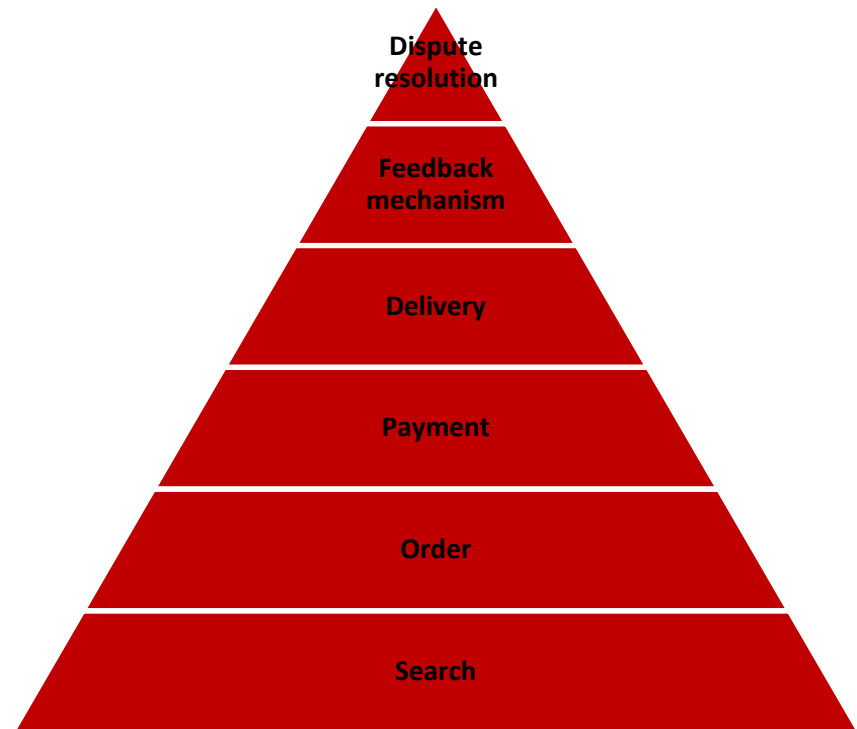 Dispute
resolution
Feedback
mechanism
Delivery
Payment
Order
Search